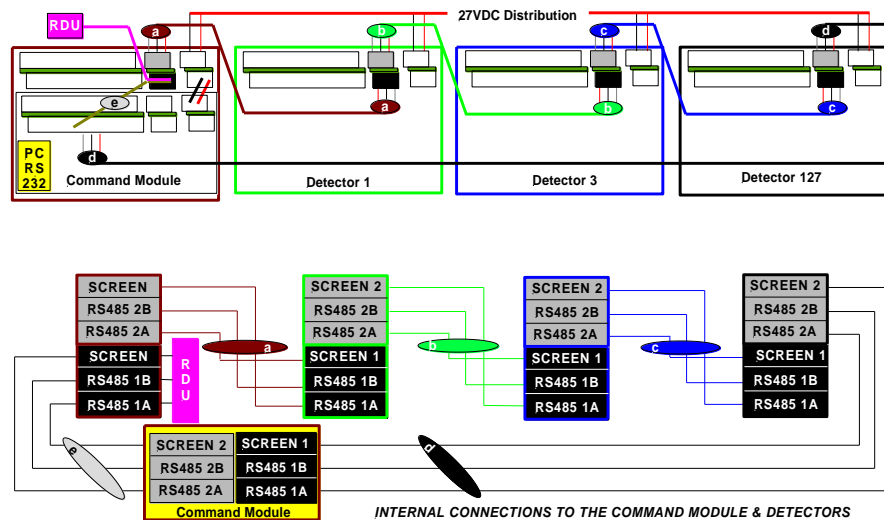 27VDC Distribution
RDU
a
b
c
d
e
a
b
c
d
PC
RS
232
Command Module
Detector 1
Detector 3
Detector 127
SCREEN
RS485 2B
RS485 2A
SCREEN
RS485 1B
RS485 1A
R
D
U
a
SCREEN 2
RS485 2B
RS485 2A
SCREEN 1
RS485 1B
RS485 1A
b
SCREEN 2
RS485 2B
RS485 2A
SCREEN 1
RS485 1B
RS485 1A
c
SCREEN 2
RS485 2B
RS485 2A
SCREEN 1
RS485 1B
RS485 1A
e
SCREEN 2
RS485 2B
RS485 2A
SCREEN 1
RS485 1B
RS485 1A
Command Module
d
INTERNAL CONNECTIONS TO THE COMMAND MODULE & DETECTORS